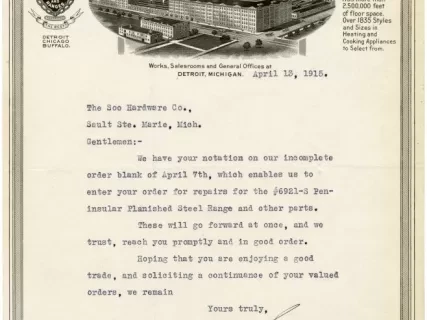 2,500,000 feet
of floor space.
Over 1835 Styles
and Sizes in
Heating and
Cooking Appliances
to Select from.
DETROIT
CHICAGO
BUFFALO.
Works, Salesrooms and General Offices at
DETROIT, MICHIGAN. April 13, 1915.
The Soo Hardware Co.,
Sault Ste. Marie, Mich.
Gentlemen:-
We have your notation on our incomplete
order blank of April 7th, which enables us to
enter your order for repairs for the #6921-S Pen-
insular Planished Steel Range and other parts.
These will go forward at once, and we
trust, reach you promptly and in good order.
Hoping that you are enjoying a good
trade, and soliciting a continuance of your valued
orders, we remain
Yours truly,